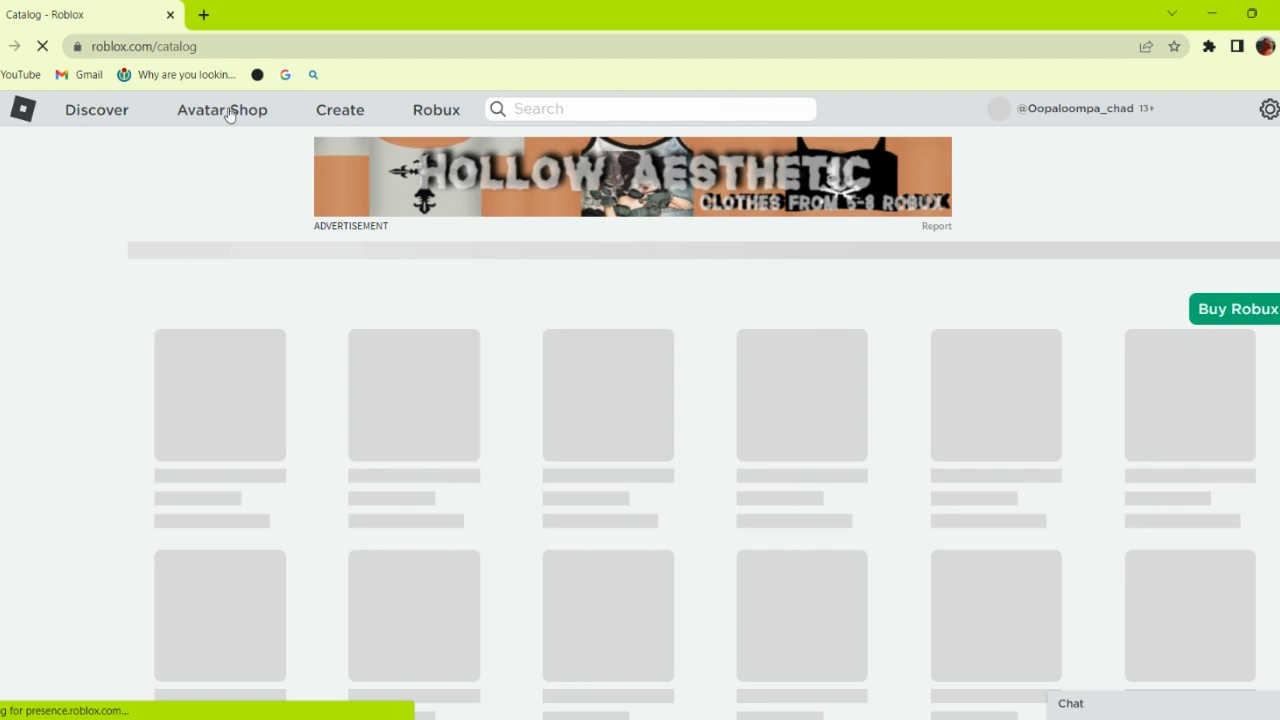 Catalog - Roblox
roblox.com/catalog
YouTube
Gmail
Why are you lookin...
Discover
Avatar Shop
Create
Robux
Search
@Oopaloompa_chad 13+
HOLLOW AESTHETIC
CLOTHES FROM 5-8 ROBUX
ADVERTISEMENT
Report
Buy Robux
g for presence.roblox.com...
Chat